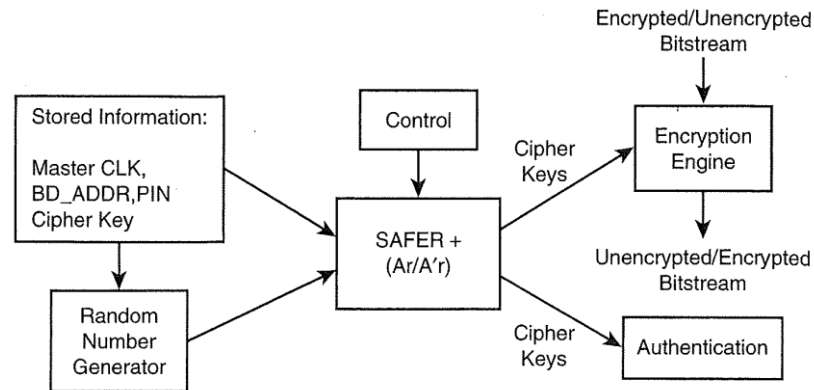 Encrypted/Unencrypted
Bitstream
Stored Information:
Master CLK,
BD_ADDR,PIN
Cipher Key
Control
Cipher
Keys
Encryption
Engine
SAFER +
(Ar/A'r)
Unencrypted/Encrypted
Bitstream
Random
Number
Generator
Cipher
Keys
Authentication